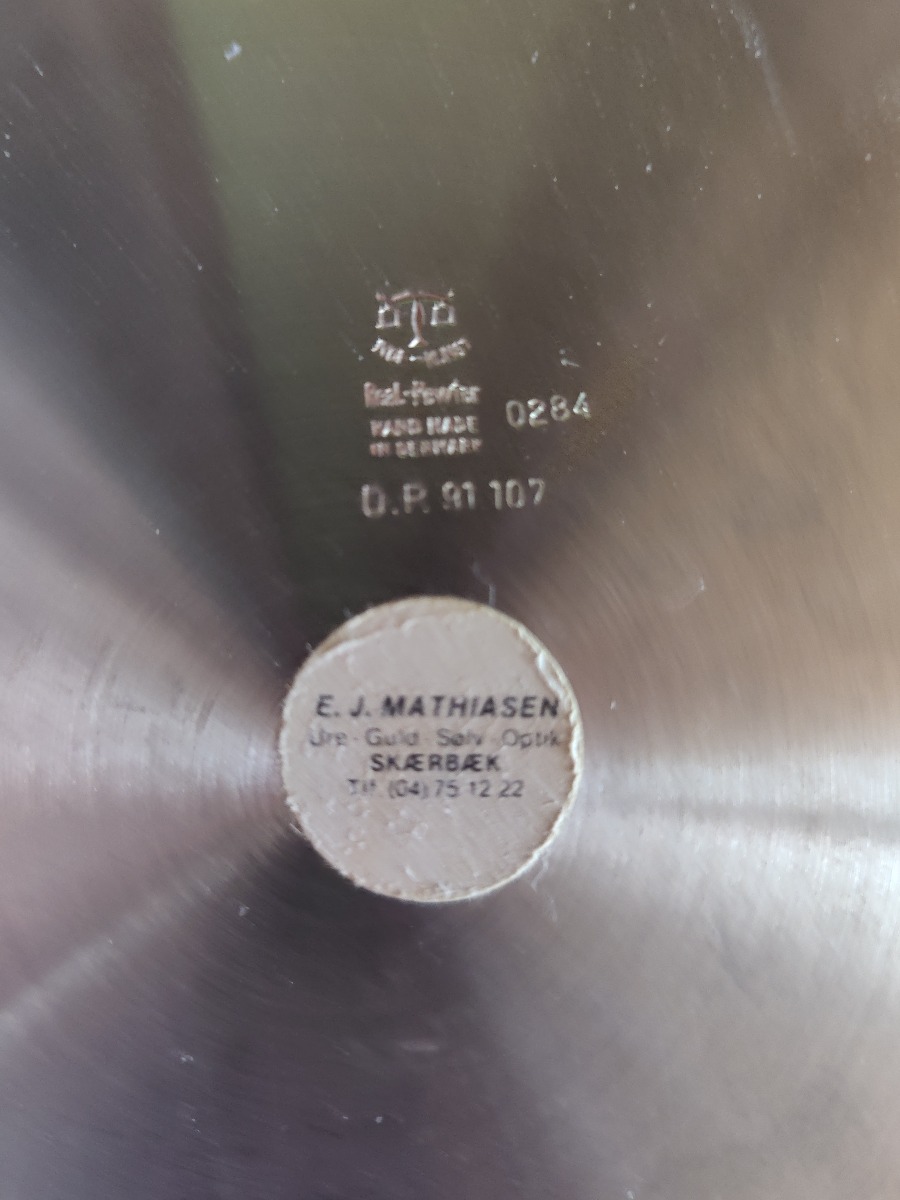 Real-Pewter
HAND MADE
IN DENMARK
0284
D.P. 91 107
E. J. MATHIASEN
Ure - Guld - Sølv - Optik
SKÆRBÆK
Tlf. (04) 75 12 22